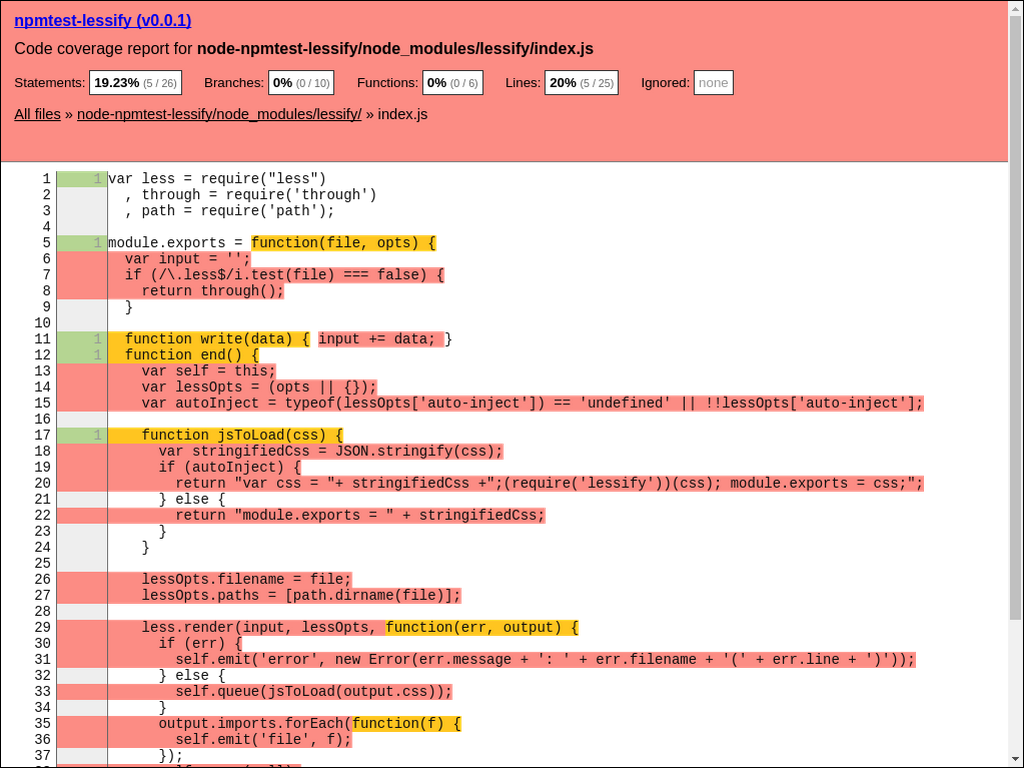 npmtest-lessify (v0.0.1)
Code coverage report for node-npmtest-lessify/node_modules/lessify/index.js
Statements: 19.23% (5 / 26) Branches: 0% (0 / 10) Functions: 0% (0 / 6) Lines: 20% (5 / 25) Ignored: none
All files » node-npmtest-lessify/node_modules/lessify/ » index.js
1 1 var less = require("less")
2 , through = require('through')
3 , path = require('path');
4
5 1 module.exports = function(file, opts) {
6 var input = '';
7 if (/\.less$/i.test(file) === false) {
8 return through();
9 }
10
11 1 function write(data) { input += data; }
12 1 function end() {
13 var self = this;
14 var lessOpts = (opts || {});
15 var autoInject = typeof(lessOpts['auto-inject']) == 'undefined' || !!lessOpts['auto-inject'];
16
17 1 function jsToLoad(css) {
18 var stringifiedCss = JSON.stringify(css);
19 if (autoInject) {
20 return "var css = "+ stringifiedCss +";(require('lessify'))(css); module.exports = css;";
21 } else {
22 return "module.exports = " + stringifiedCss;
23 }
24 }
25
26 lessOpts.filename = file;
27 lessOpts.paths = [path.dirname(file)];
28
29 less.render(input, lessOpts, function(err, output) {
30 if (err) {
31 self.emit('error', new Error(err.message + ': ' + err.filename + '(' + err.line + ')'));
32 } else {
33 self.queue(jsToLoad(output.css));
34 }
35 output.imports.forEach(function(f) {
36 self.emit('file', f);
37 });